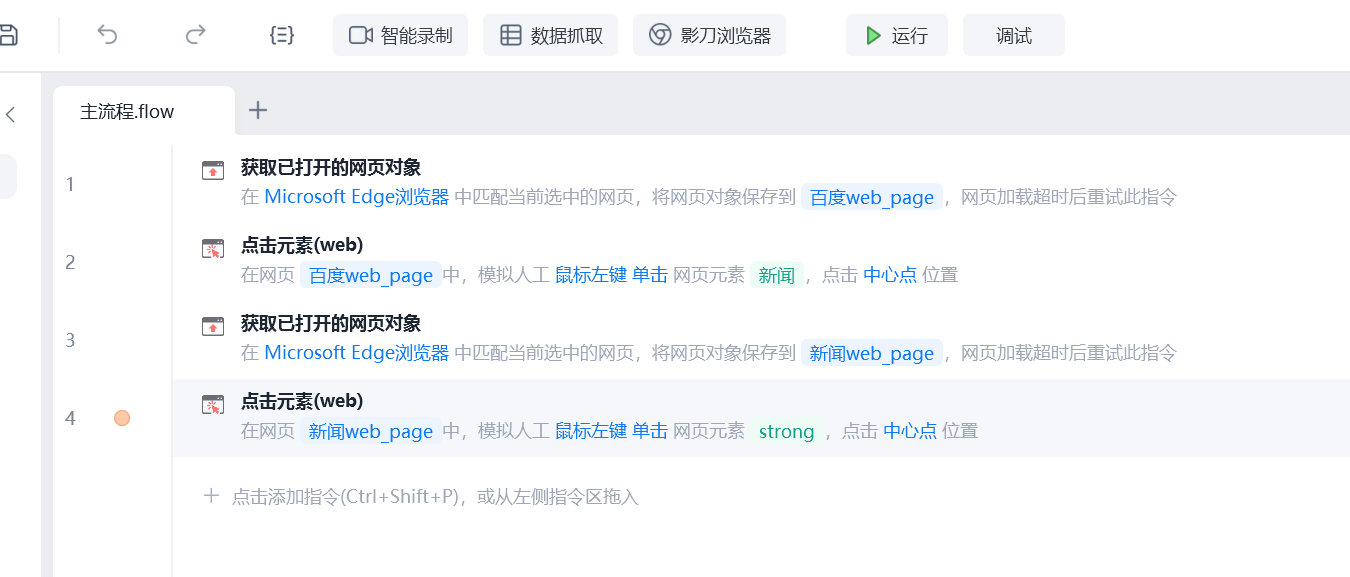 智能录制 数据抓取 影刀浏览器 运行 调试
主流程.flow
1 获取已打开的网页对象
在 Microsoft Edge浏览器 中匹配当前选中的网页，将网页对象保存到 百度web_page ，网页加载超时后重试此指令
2 点击元素(web)
在网页 百度web_page 中，模拟人工 鼠标左键 单击 网页元素 新闻 ，点击 中心点 位置
3 获取已打开的网页对象
在 Microsoft Edge浏览器 中匹配当前选中的网页，将网页对象保存到 新闻web_page ，网页加载超时后重试此指令
4 点击元素(web)
在网页 新闻web_page 中，模拟人工 鼠标左键 单击 网页元素 strong ，点击 中心点 位置
点击添加指令(Ctrl+Shift+P)，或从左侧指令区拖入